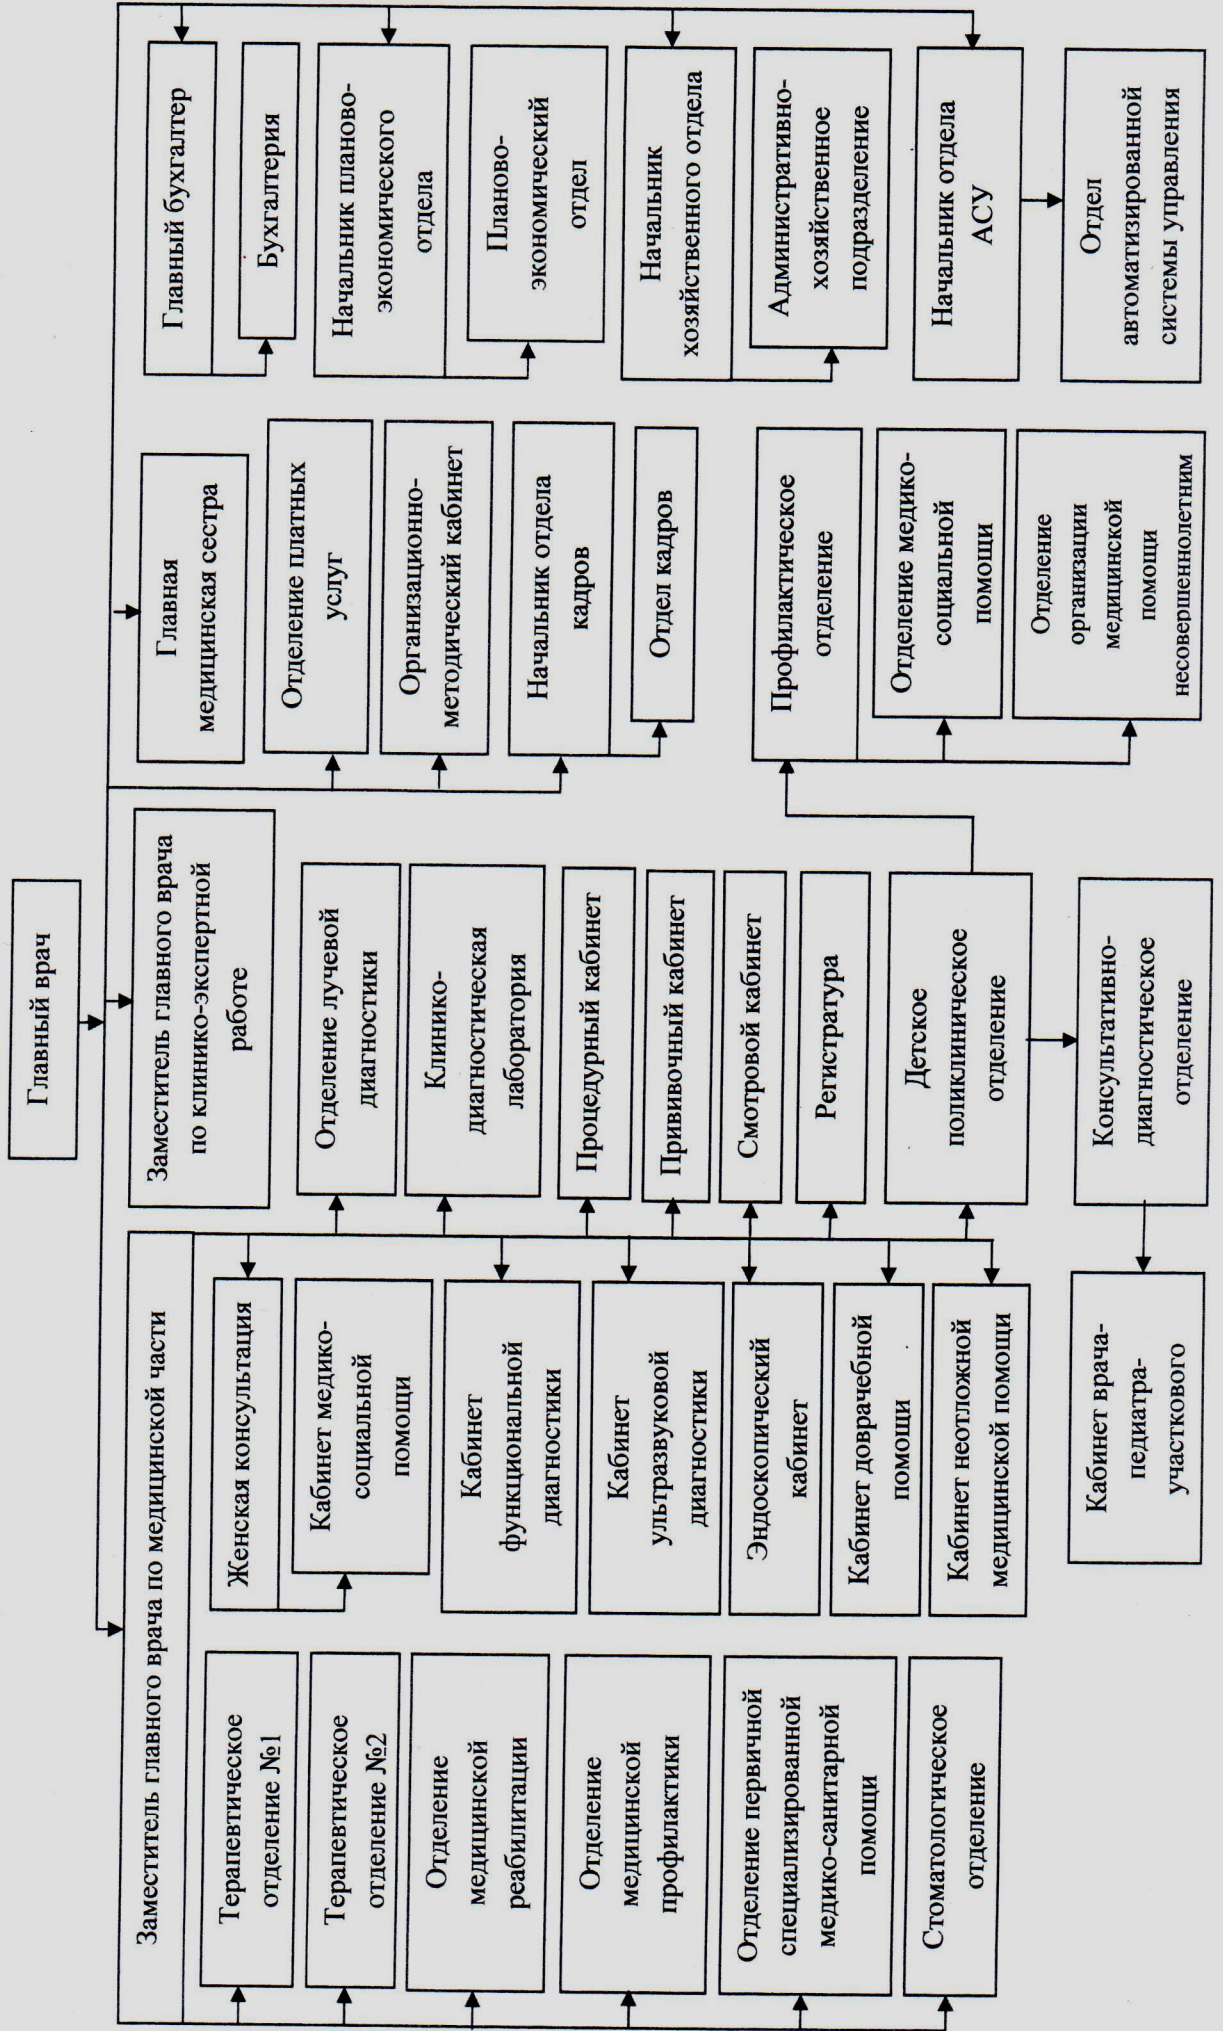 Главный врач
Заместитель главного врача по медицинской части
Заместитель главного врача
по клинико-экспертной
работе
Главная
медицинская сестра
Главный бухгалтер
Бухгалтерия
Начальник планово-
экономического
отдела
Планово-
экономический
отдел
Начальник
хозяйственного отдела
Административно-
хозяйственное
подразделение
Начальник отдела
АСУ
Отдел
автоматизированной
системы управления
Отделение платных
услуг
Организационно-
методический кабинет
Начальник отдела
кадров
Отдел кадров
Терапевтическое
отделение №1
Терапевтическое
отделение №2
Отделение
медицинской
реабилитации
Отделение
медицинской
профилактики
Отделение первичной
специализированной
медико-санитарной
помощи
Стоматологическое
отделение
Женская консультация
Кабинет медико-
социальной
помощи
Кабинет
функциональной
диагностики
Кабинет
ультразвуковой
диагностики
Эндоскопический
кабинет
Кабинет доврачебной
помощи
Кабинет неотложной
медицинской помощи
Отделение лучевой
диагностики
Клинико-
диагностическая
лаборатория
Процедурный кабинет
Прививочный кабинет
Смотровой кабинет
Регистратура
Детское
поликлиническое
отделение
Профилактическое
отделение
Отделение медико-
социальной
помощи
Отделение
организации
медицинской
помощи
несовершеннолетним
Консультативно-
диагностическое
отделение
Кабинет врача-
педиатра-
участкового